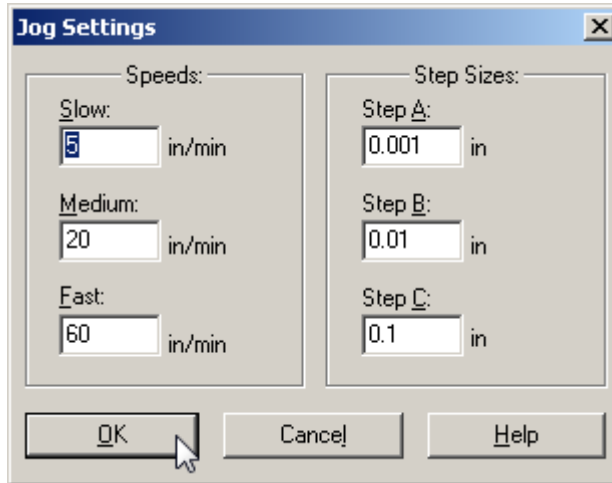 Jog Settings
Speeds:
Slow:
5 in/min
Medium:
20 in/min
Fast:
60 in/min
Step Sizes:
Step A:
0.001 in
Step B:
0.01 in
Step C:
0.1 in
OK
Cancel
Help